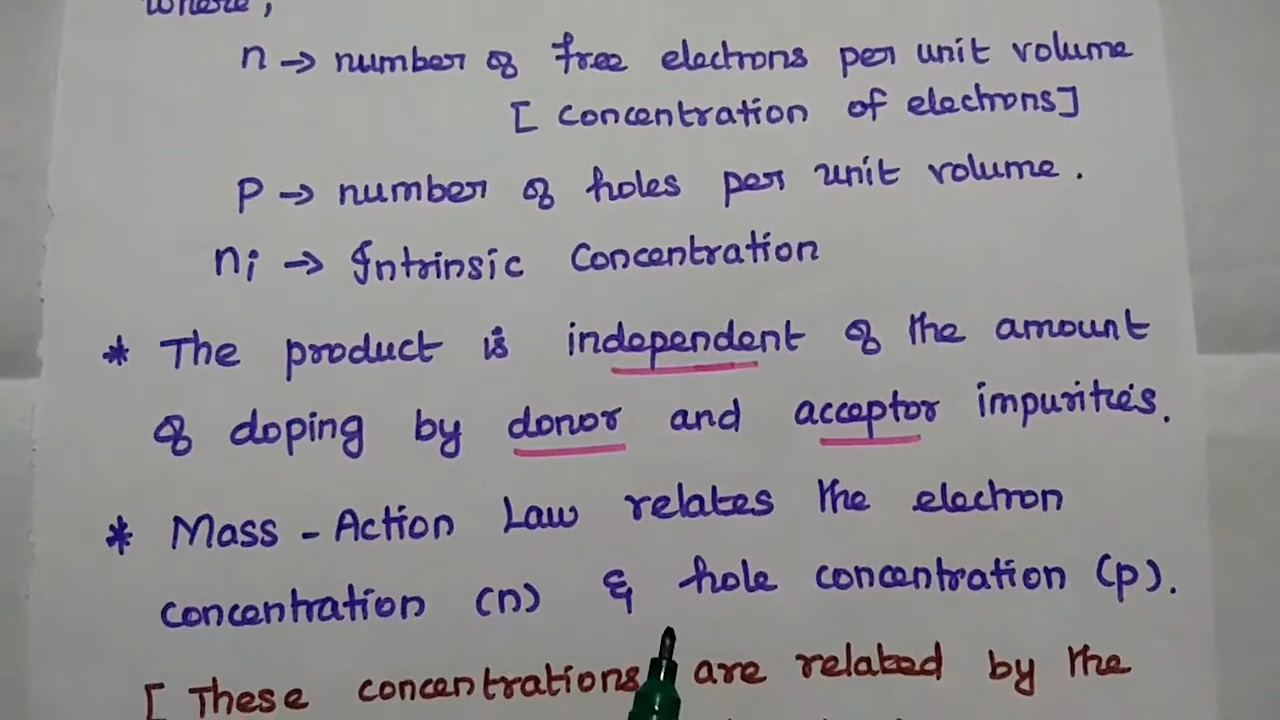 where,
n → number of free electrons per unit volume
[ concentration of electrons ]
p → number of holes per unit volume.
ni → Intrinsic Concentration
* The product is independent of the amount
of doping by donor and acceptor impurities.
* Mass - Action Law relates the electron
concentration (n) & hole concentration (p).
[ These concentrations are related by the